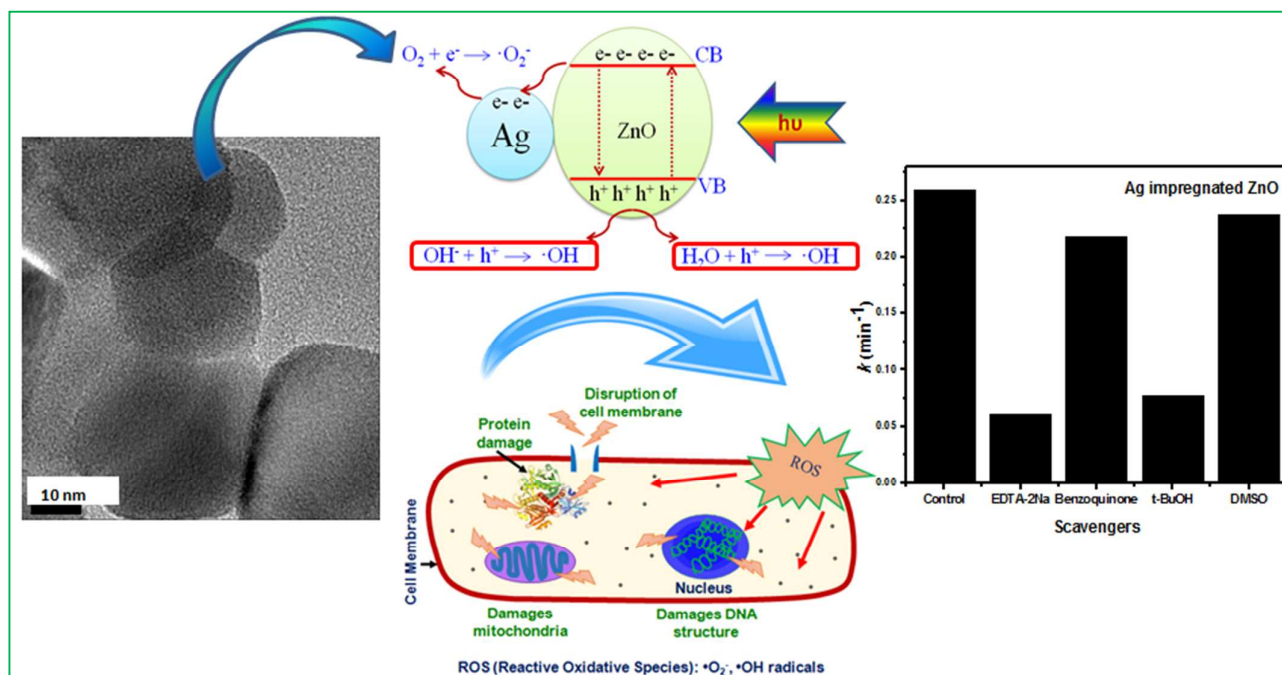 O₂ + e⁻ → ·O₂⁻
e- e- e- e-
CB
e- e-
Ag
ZnO
hυ
h⁺ h⁺ h⁺ h⁺
VB
OH⁻ + h⁺ → ·OH
H₂O + h⁺ → ·OH
10 nm
Disruption of
cell membrane
Protein
damage
ROS
Cell Membrane
Nucleus
Damages
mitochondria
Damages DNA
structure
ROS (Reactive Oxidative Species): •O₂⁻, •OH radicals
Ag impregnated ZnO
k (min⁻¹)
0.25
0.20
0.15
0.10
0.05
0.00
Control EDTA-2Na Benzoquinone t-BuOH DMSO
Scavengers